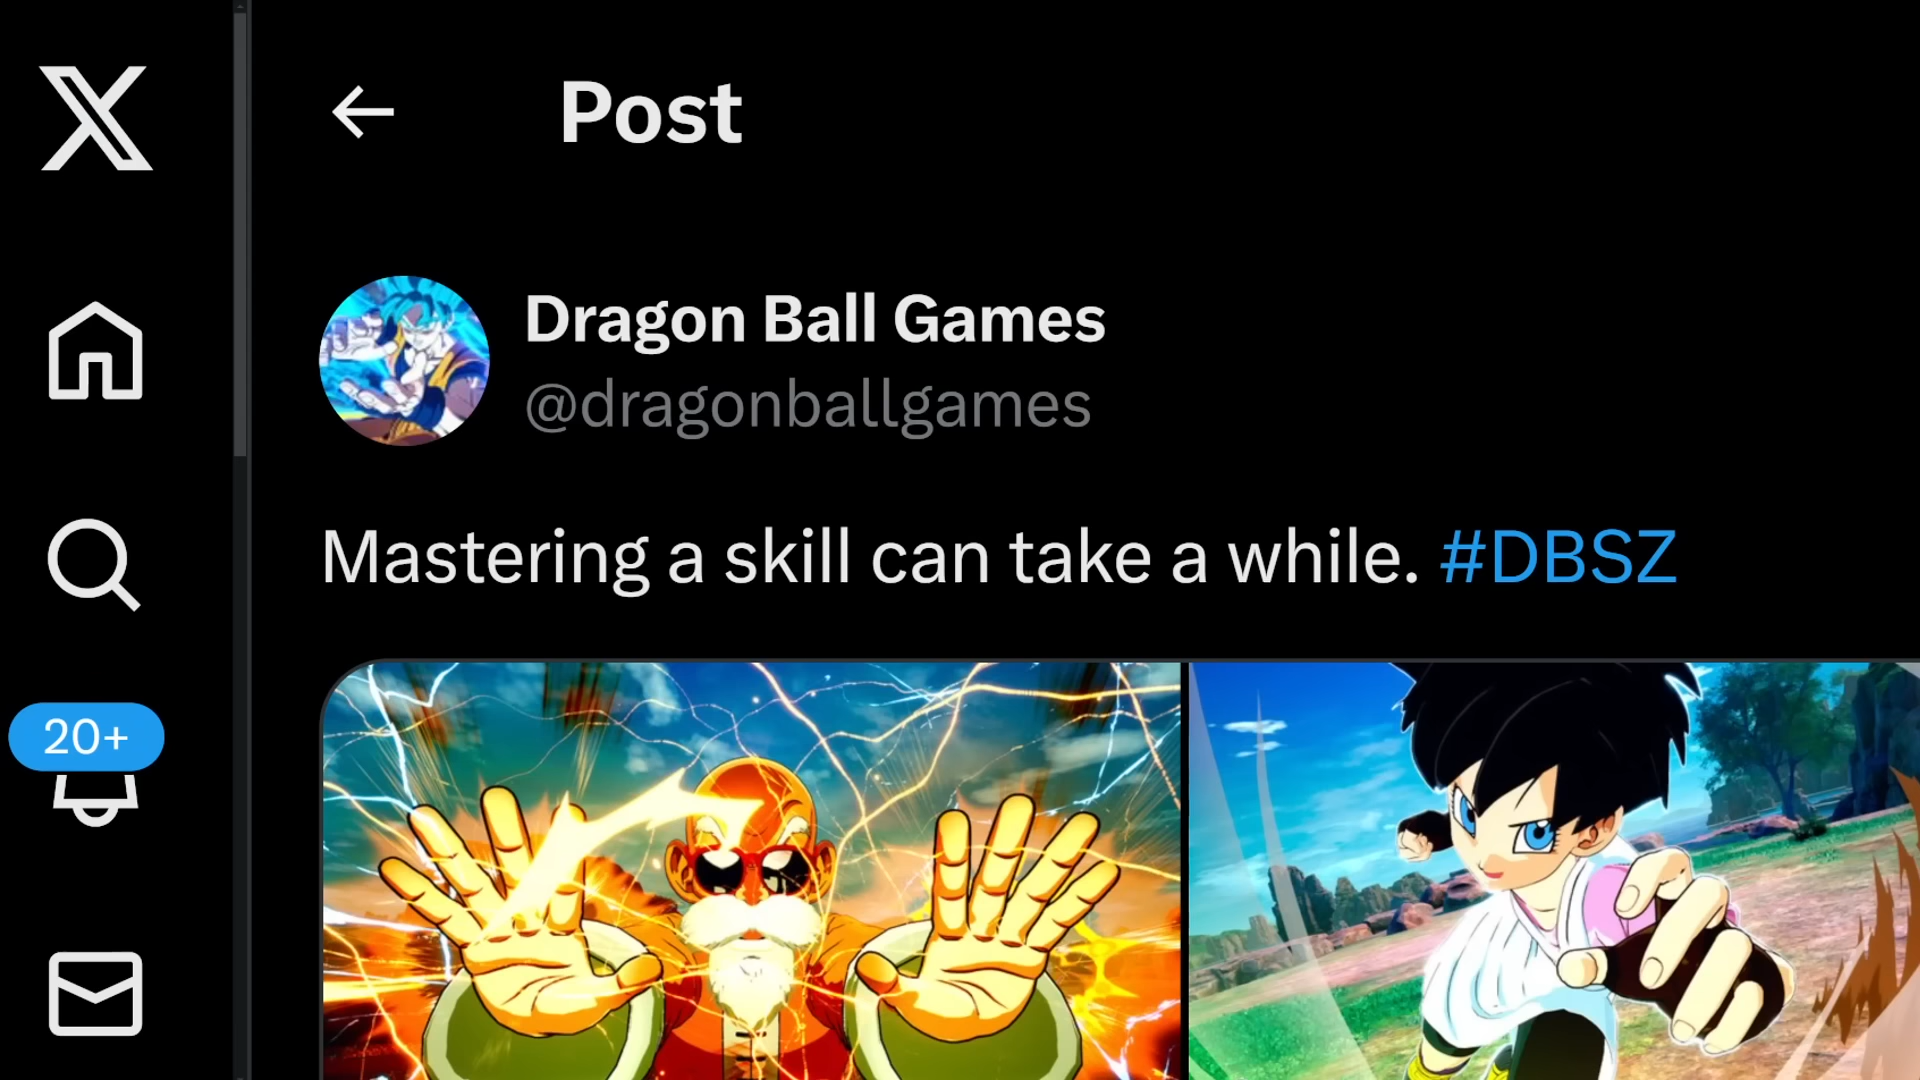 Post
Dragon Ball Games
@dragonballgames
Mastering a skill can take a while. #DBSZ
20+